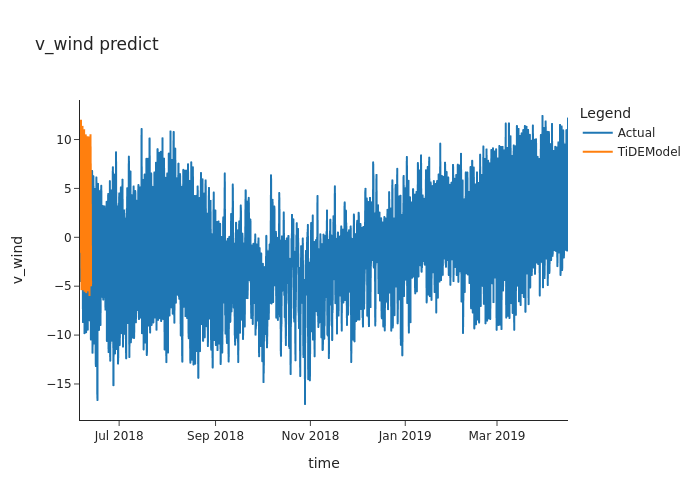 v_wind predict
Legend
Actual
TiDEModel
10
5
0
−5
−10
−15
v_wind
Jul 2018
Sep 2018
Nov 2018
Jan 2019
Mar 2019
time